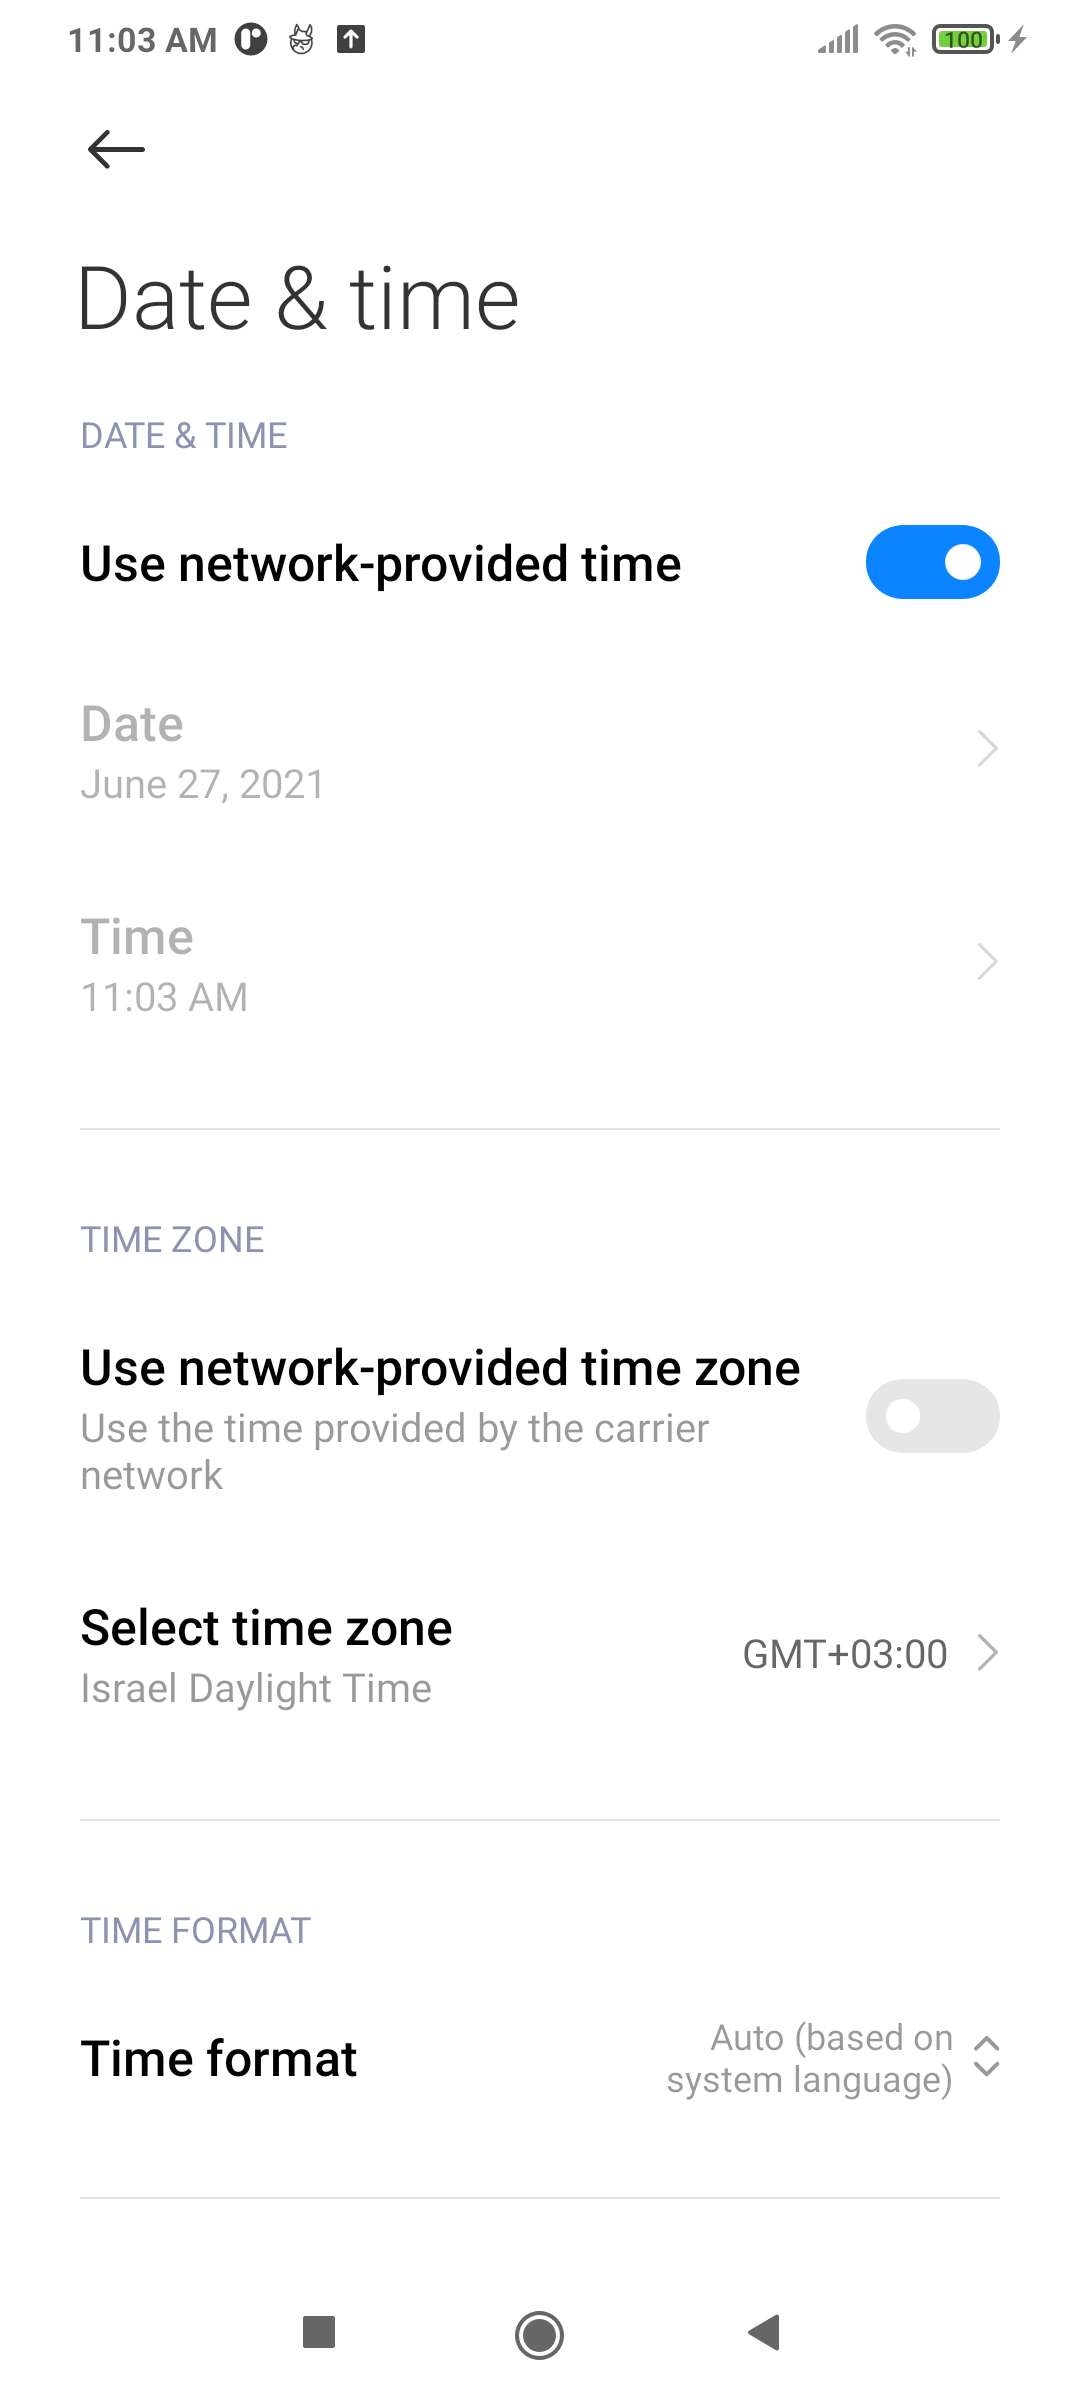 11:03 AM
100
Date & time
DATE & TIME
Use network-provided time
Date
June 27, 2021
Time
11:03 AM
TIME ZONE
Use network-provided time zone
Use the time provided by the carrier
network
Select time zone
Israel Daylight Time
GMT+03:00
TIME FORMAT
Time format
Auto (based on
system language)